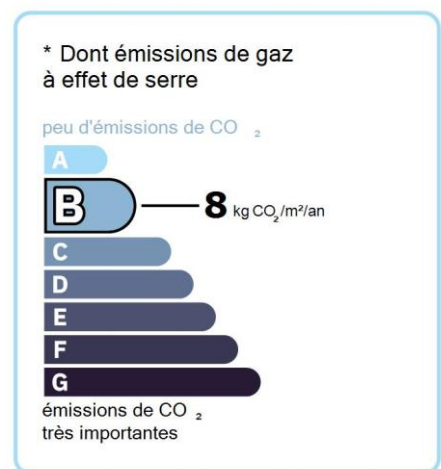 * Dont émissions de gaz
à effet de serre
peu d'émissions de CO ₂
A
B 8 kg CO₂/m²/an
C
D
E
F
G
émissions de CO ₂
très importantes